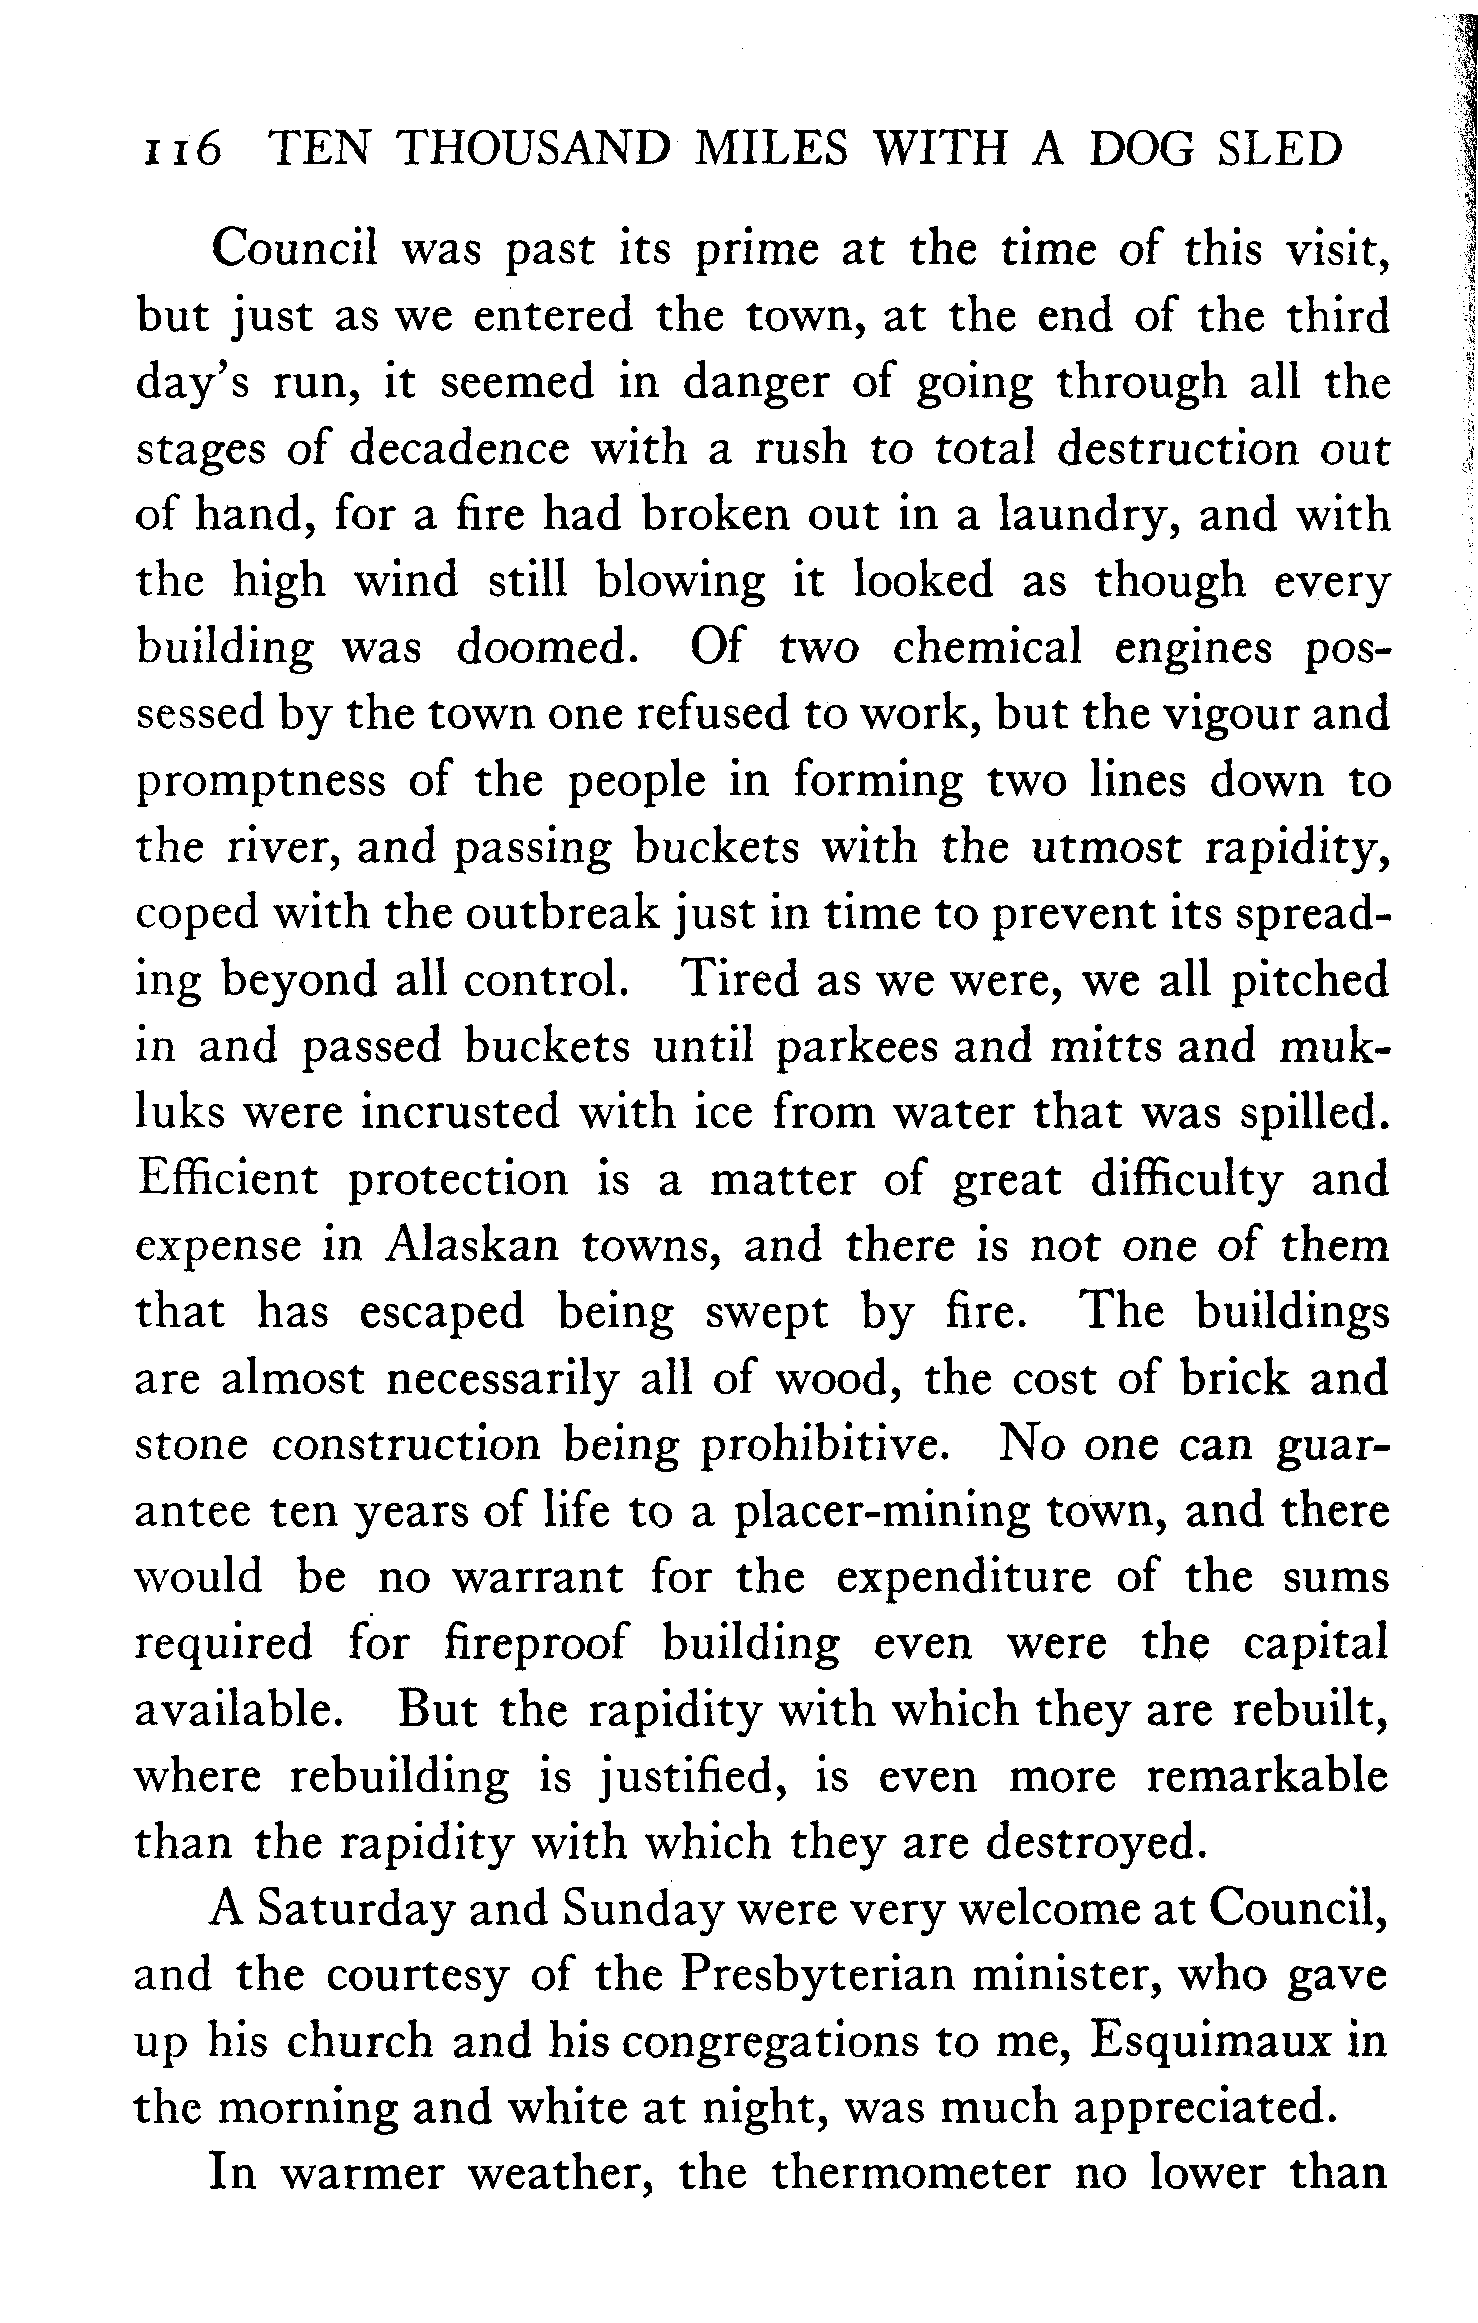 116 TEN THOUSAND MILES WITH A DOG SLED
Council was past its prime at the time of this visit,
but just as we entered the town, at the end of the third
day's run, it seemed in danger of going through all the
stages of decadence with a rush to total destruction out
of hand, for a fire had broken out in a laundry, and with
the high wind still blowing it looked as though every
building was doomed. Of two chemical engines pos-
sessed by the town one refused to work, but the vigour and
promptness of the people in forming two lines down to
the river, and passing buckets with the utmost rapidity,
coped with the outbreak just in time to prevent its spread-
ing beyond all control. Tired as we were, we all pitched
in and passed buckets until parkees and mitts and muk-
luks were incrusted with ice from water that was spilled.
Efficient protection is a matter of great difficulty and
expense in Alaskan towns, and there is not one of them
that has escaped being swept by fire. The buildings
are almost necessarily all of wood, the cost of brick and
stone construction being prohibitive. No one can guar-
antee ten years of life to a placer-mining town, and there
would be no warrant for the expenditure of the sums
required for fireproof building even were the capital
available. But the rapidity with which they are rebuilt,
where rebuilding is justified, is even more remarkable
than the rapidity with which they are destroyed.
A Saturday and Sunday were very welcome at Council,
and the courtesy of the Presbyterian minister, who gave
up his church and his congregations to me, Esquimaux in
the morning and white at night, was much appreciated.
In warmer weather, the thermometer no lower than